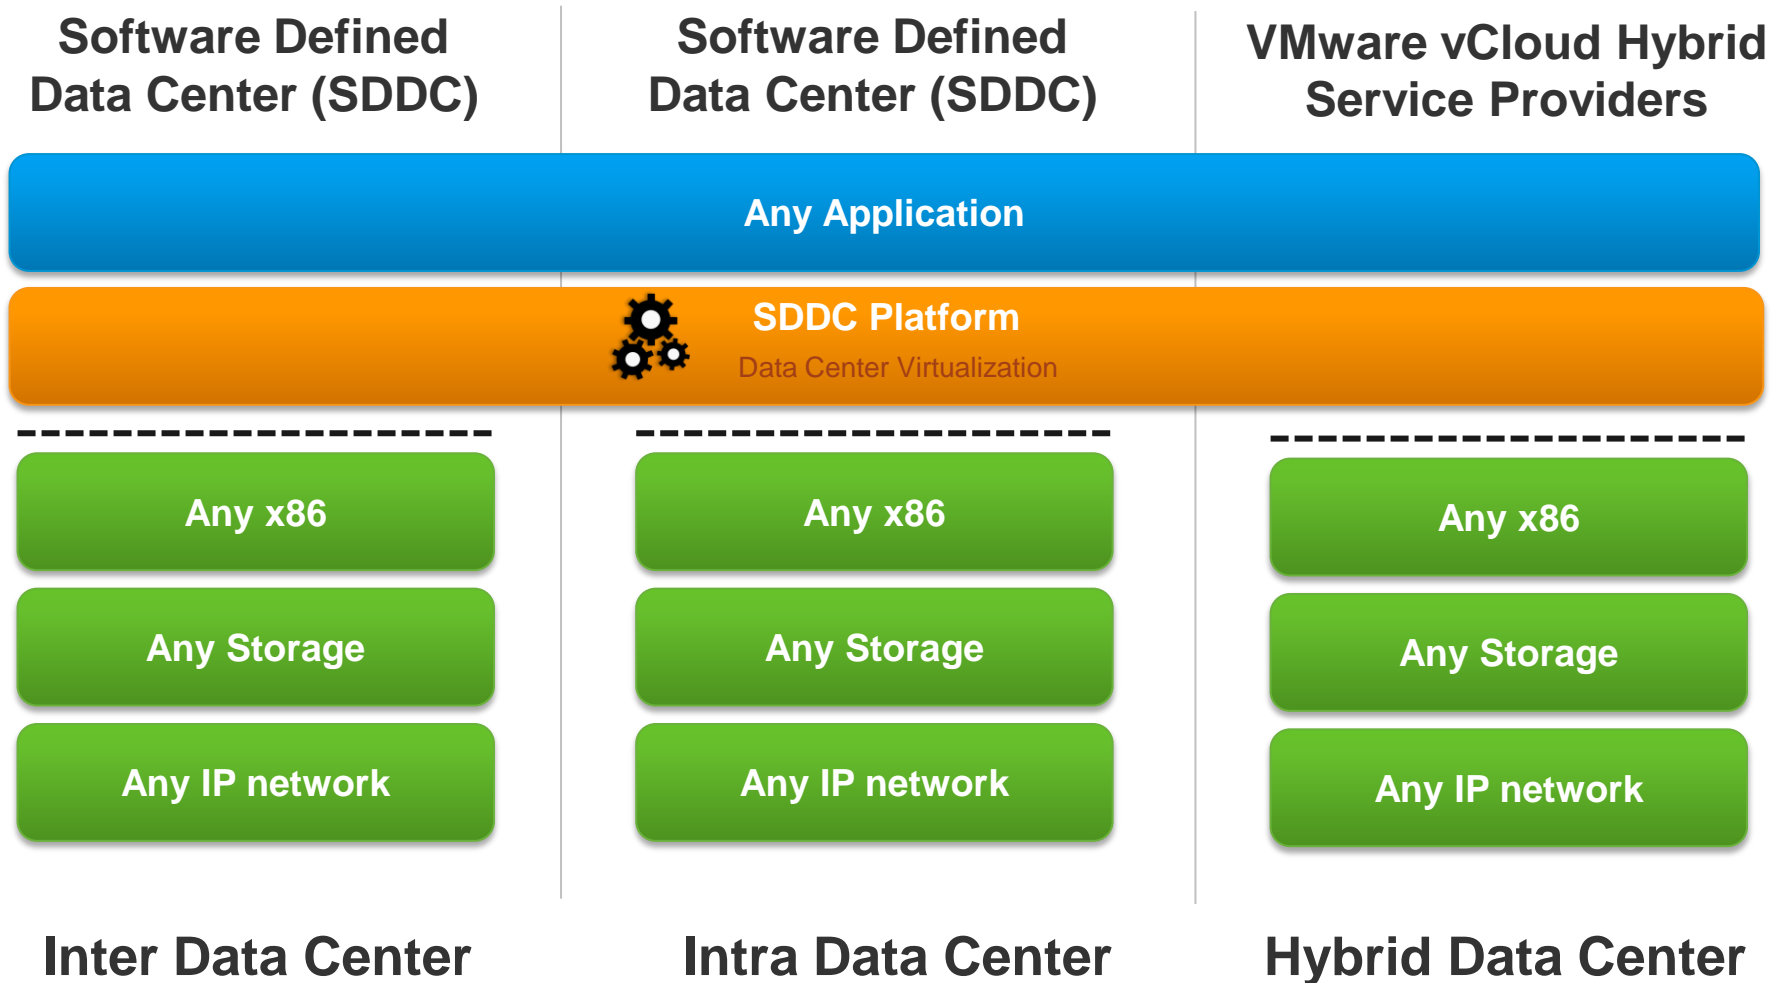 Software Defined
Data Center (SDDC)
Software Defined
Data Center (SDDC)
VMware vCloud Hybrid
Service Providers
Any Application
SDDC Platform
Data Center Virtualization
Any x86
Any x86
Any x86
Any Storage
Any Storage
Any Storage
Any IP network
Any IP network
Any IP network
Inter Data Center
Intra Data Center
Hybrid Data Center